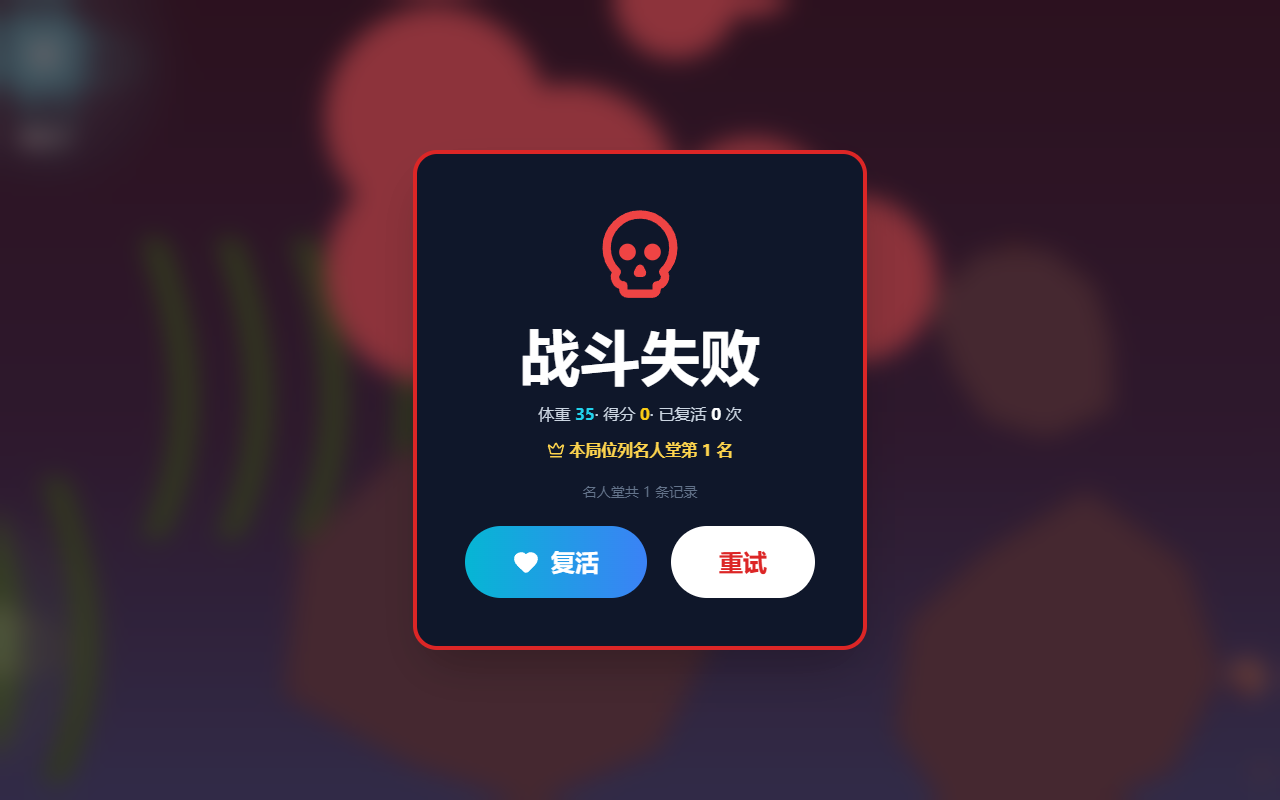 战斗失败
体重 35· 得分 0· 已复活 0 次
本局位列名人堂第 1 名
名人堂共 1 条记录
复活
重试